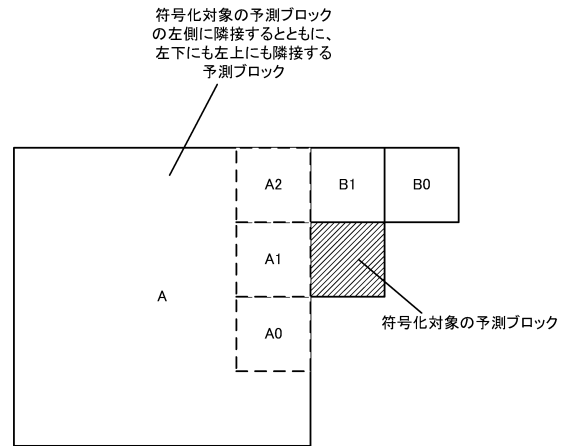 符号化対象の予測ブロック
の左側に隣接するとともに、
左下にも左上にも隣接する
予測ブロック
A2
B1
B0
A1
A
A0
符号化対象の予測ブロック